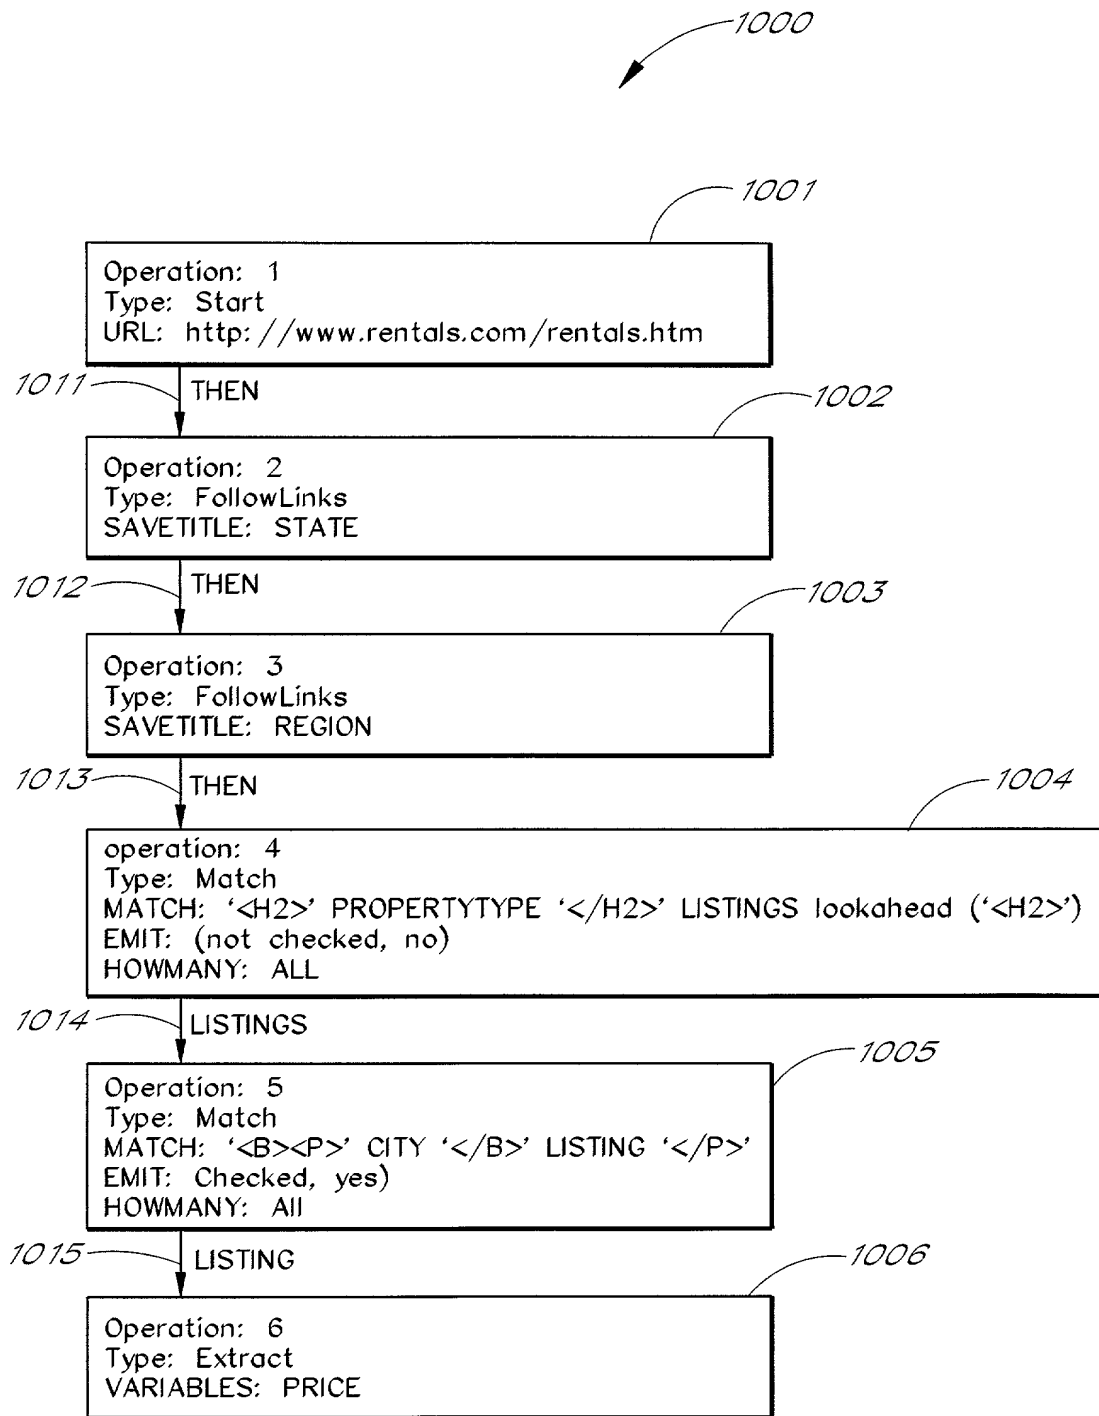 1000
1001
Operation: 1
Type: Start
URL: http://www.rentals.com/rentals.htm
1011
THEN
1002
Operation: 2
Type: FollowLinks
SAVETITLE: STATE
1012
THEN
1003
Operation: 3
Type: FollowLinks
SAVETITLE: REGION
1013
THEN
1004
operation: 4
Type: Match
MATCH: ‘<H2>’ PROPERTYTYPE ‘</H2>’ LISTINGS lookahead (‘<H2>’)
EMIT: (not checked, no)
HOWMANY: ALL
1014
LISTINGS
1005
Operation: 5
Type: Match
MATCH: ‘<B><P>’ CITY ‘</B>’ LISTING ‘</P>’
EMIT: Checked, yes)
HOWMANY: All
1015
LISTING
1006
Operation: 6
Type: Extract
VARIABLES: PRICE